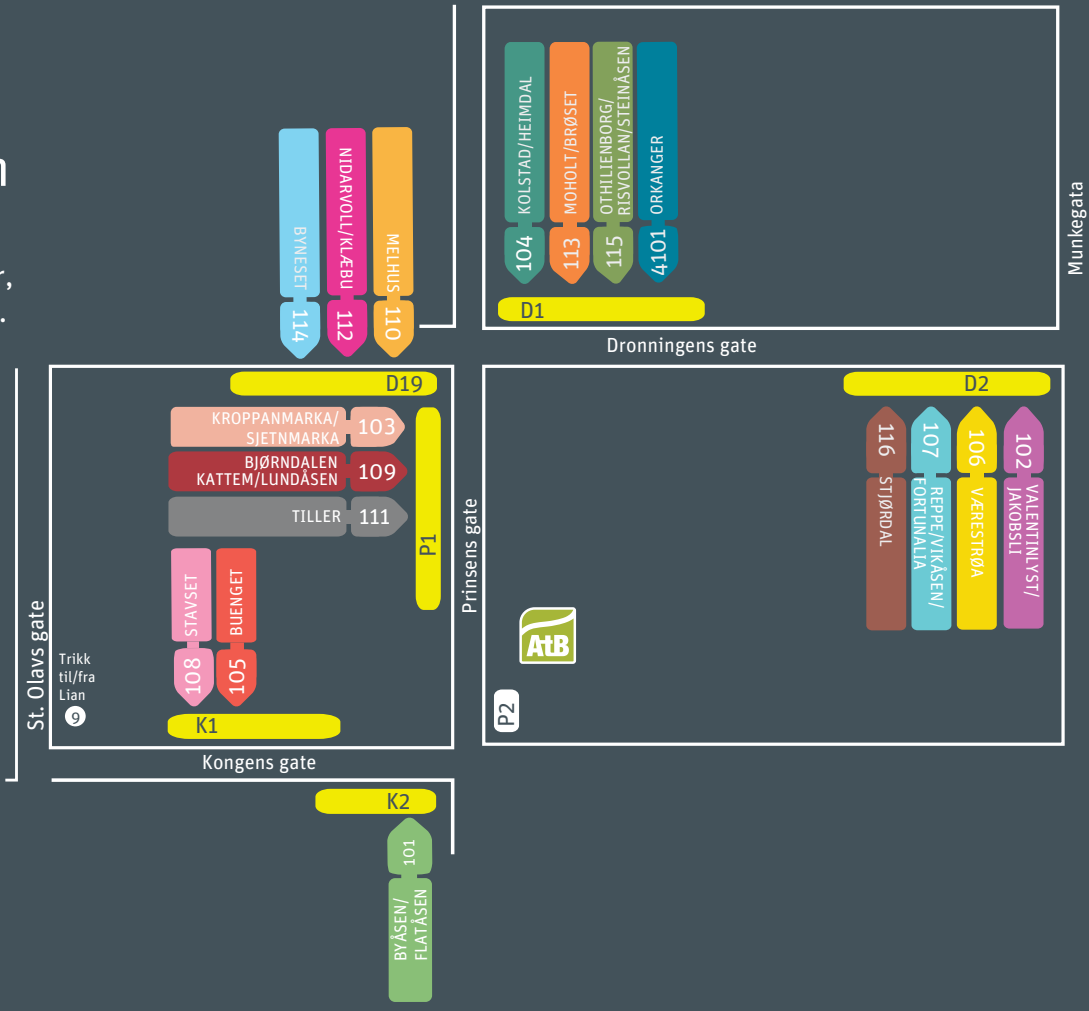 n
r,
.
Munkegata
KOLSTAD/HEIMDAL
104
MOHOLT/BRØSET
113
OTHILIENBORG/
RISVOLLAN/STEINÅSEN
115
ORKANGER
4101
D1
Dronningens gate
BYNESET
114
NIDARVOLL/KLÆBU
112
MELHUS
110
D19
KROPPANMARKA/
SJETNMARKA
103
BJØRNDALEN
KATTEM/LUNDÅSEN
109
TILLER
111
P1
Prinsens gate
D2
116
STJØRDAL
107
REPPE/VIKÅSEN/
FORTUNALIA
106
VÆRESTRØA
102
VALENTINLYST/
JAKOBSLI
AtB
P2
St. Olavs gate
Trikk
til/fra
Lian
9
STAVSET
108
BUENGET
105
K1
Kongens gate
K2
101
BYÅSEN/
FLATÅSEN